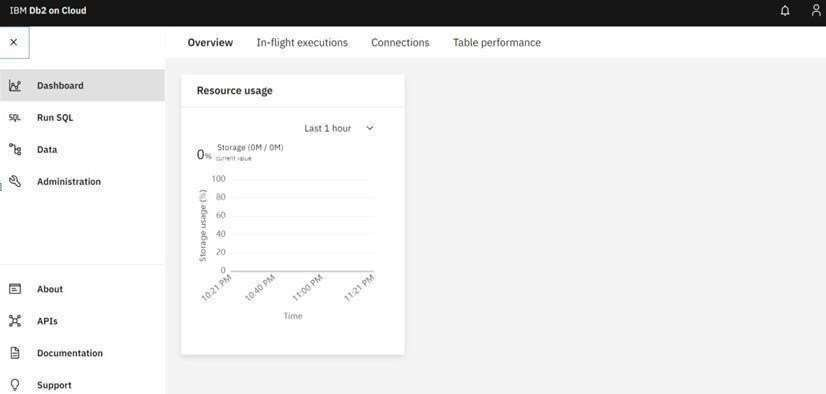 IBM Db2 on Cloud
Overview In-flight executions Connections Table performance
Dashboard
SQL Run SQL
Data
Administration
About
APIs
Documentation
Support
Resource usage
Last 1 hour
0% Storage (0M / 0M)
current value
Storage usage (%)
100
80
60
40
20
0
10:21 PM 10:40 PM 11:00 PM 11:21 PM
Time